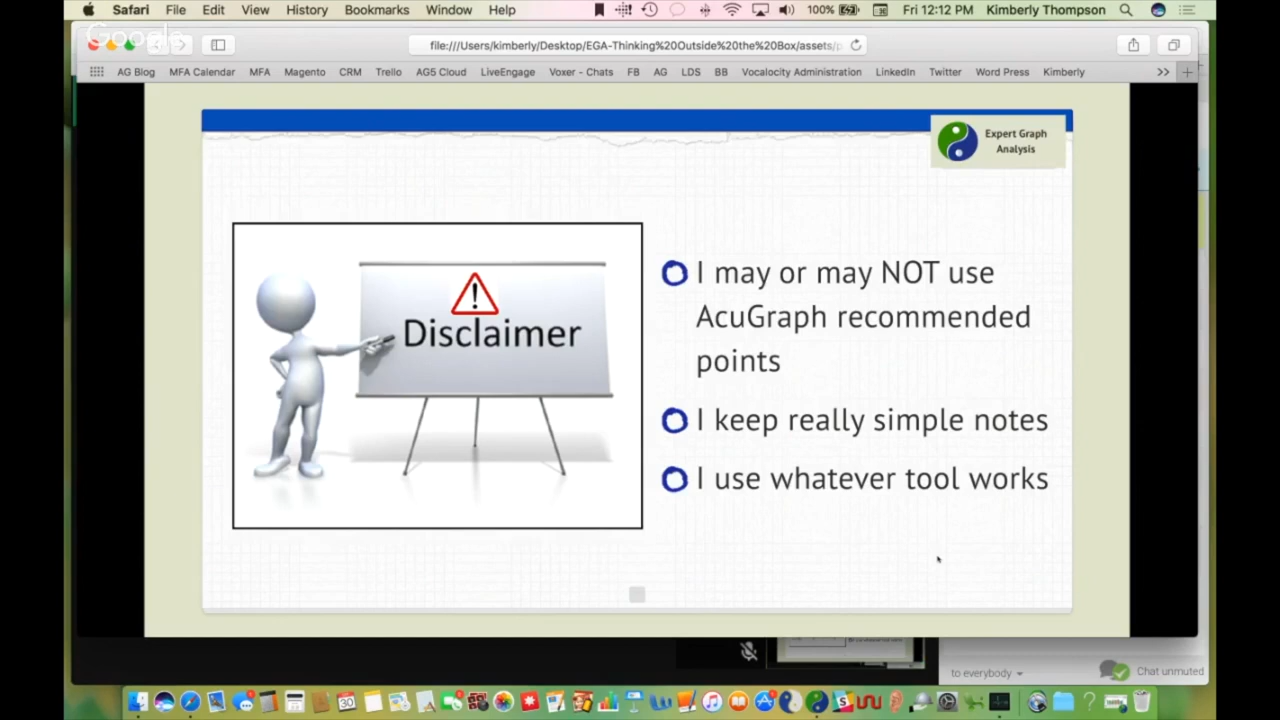 Safari File Edit View History Bookmarks Window Help 100% Fri 12:12 PM Kimberly Thompson
Google
file:///Users/kimberly/Desktop/EGA-Thinking%20Outside%20the%20Box/assets/p
AG Blog MFA Calendar MFA Magento CRM Trello AG5 Cloud LiveEngage Voxer - Chats FB AG LDS BB Vocalocity Administration LinkedIn Twitter Word Press Kimberly
Expert Graph
Analysis
Disclaimer
I may or may NOT use
AcuGraph recommended
points
I keep really simple notes
I use whatever tool works
to everybody
Chat unmuted
30